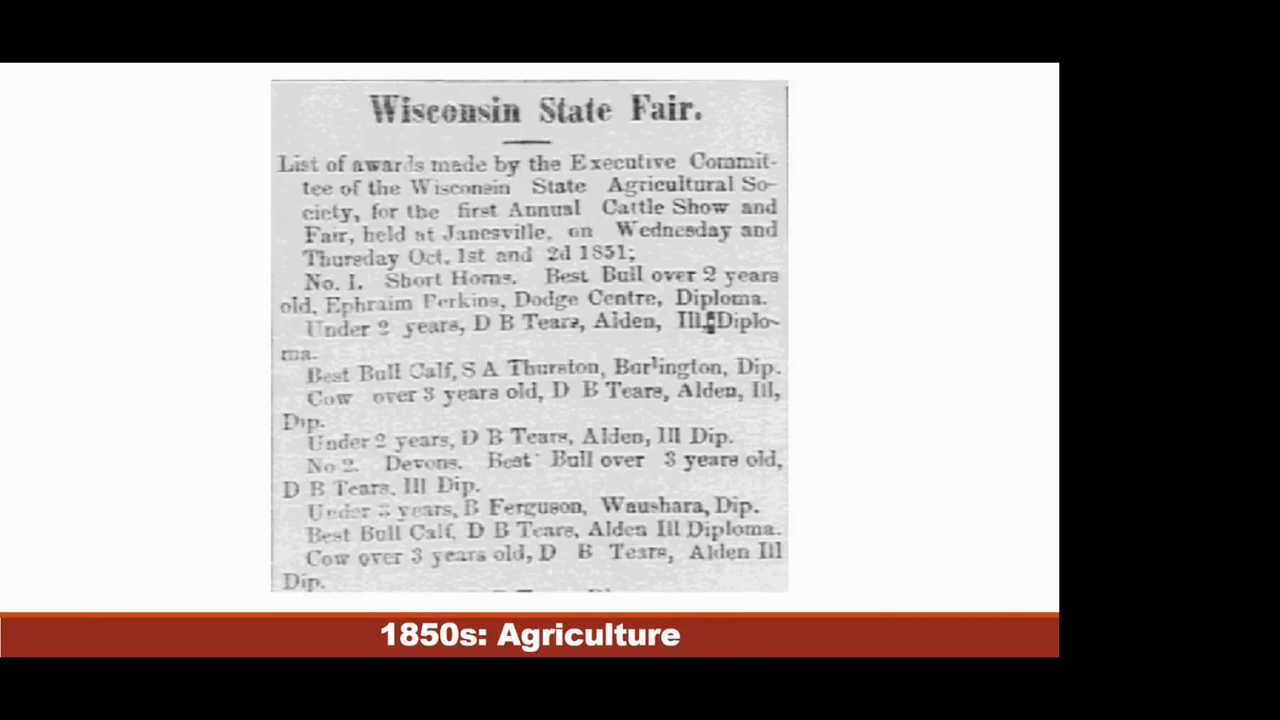 Wisconsin State Fair.
List of awards made by the Executive Commit-
tee of the Wisconsin State Agricultural So-
ciety, for the first Annual Cattle Show and
Fair, held at Janesville, on Wednesday and
Thursday Oct. 1st and 2d 1851;
No. 1. Short Horns. Best Bull over 2 years
old, Ephraim Perkins, Dodge Centre, Diploma.
Under 2 years, D B Tears, Alden, Ill, Diplo-
ma.
Best Bull Calf, S A Thurston, Burlington, Dip.
Cow over 3 years old, D B Tears, Alden, Ill,
Dip.
Under 2 years, D B Tears, Alden, Ill Dip.
No 2. Devons. Best Bull over 3 years old,
D B Tears, Ill Dip.
Under 3 years, B Ferguson, Waushara, Dip.
Best Bull Calf, D B Tears, Alden Ill Diploma.
Cow over 3 years old, D B Tears, Alden Ill
Dip.
1850s: Agriculture